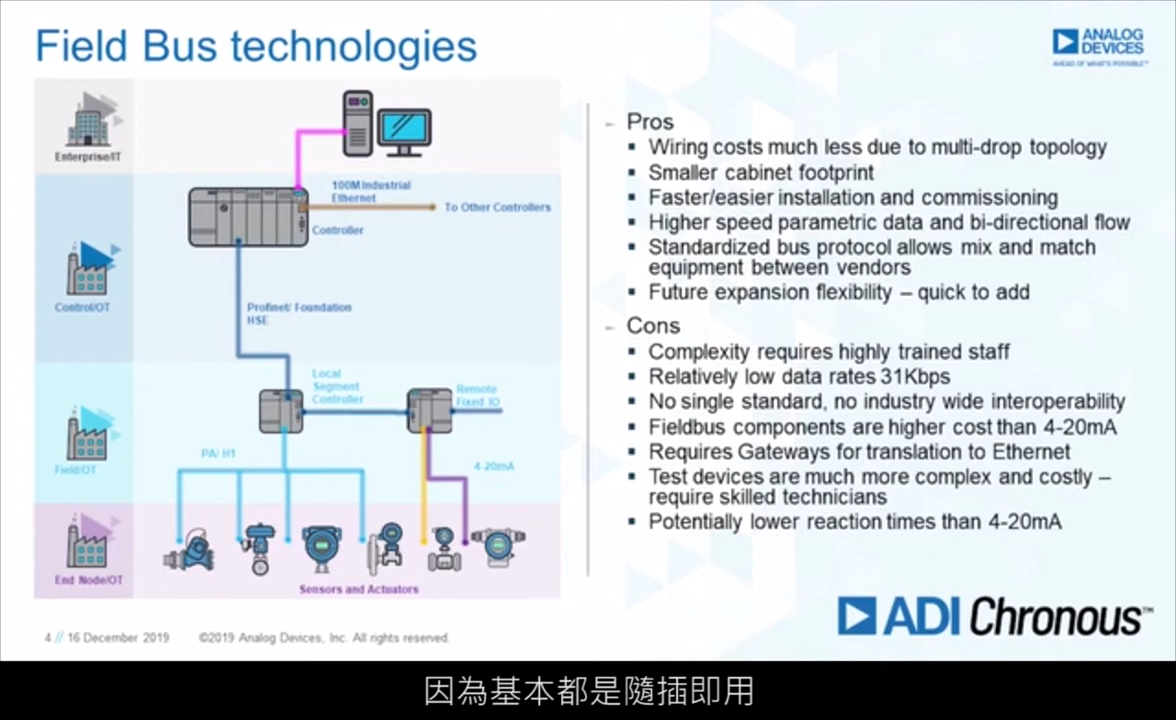 Field Bus technologies
ANALOG
DEVICES
AHEAD OF WHAT'S POSSIBLE™
Enterprise/IT
100M Industrial
Ethernet
To Other Controllers
Controller
Control/OT
Profinet/ Foundation
HSE
Local
Segment
Controller
Remote
Fixed IO
PA/ H1
4-20mA
Field/OT
End Node/OT
Sensors and Actuators
Pros
Wiring costs much less due to multi-drop topology
Smaller cabinet footprint
Faster/easier installation and commissioning
Higher speed parametric data and bi-directional flow
Standardized bus protocol allows mix and match
equipment between vendors
Future expansion flexibility – quick to add
Cons
Complexity requires highly trained staff
Relatively low data rates 31Kbps
No single standard, no industry wide interoperability
Fieldbus components are higher cost than 4-20mA
Requires Gateways for translation to Ethernet
Test devices are much more complex and costly –
require skilled technicians
Potentially lower reaction times than 4-20mA
ADI Chronous™
4 // 16 December 2019 ©2019 Analog Devices, Inc. All rights reserved.
因為基本都是隨插即用